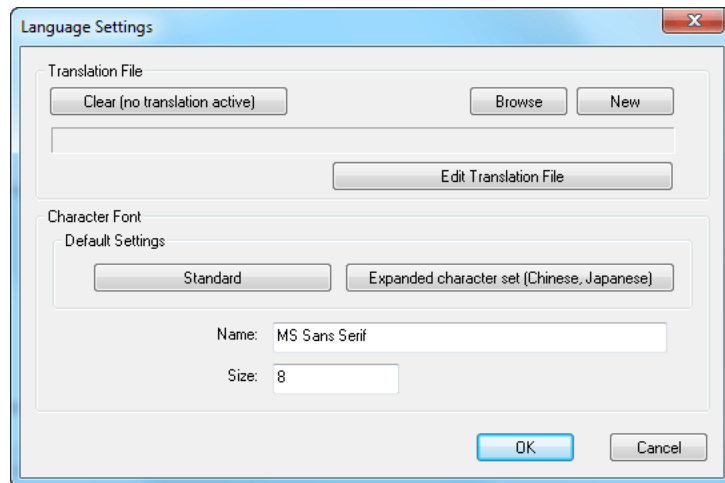 Language Settings
Translation File
Clear (no translation active) Browse New
Edit Translation File
Character Font
Default Settings
Standard Expanded character set (Chinese, Japanese)
Name: MS Sans Serif
Size: 8
OK Cancel